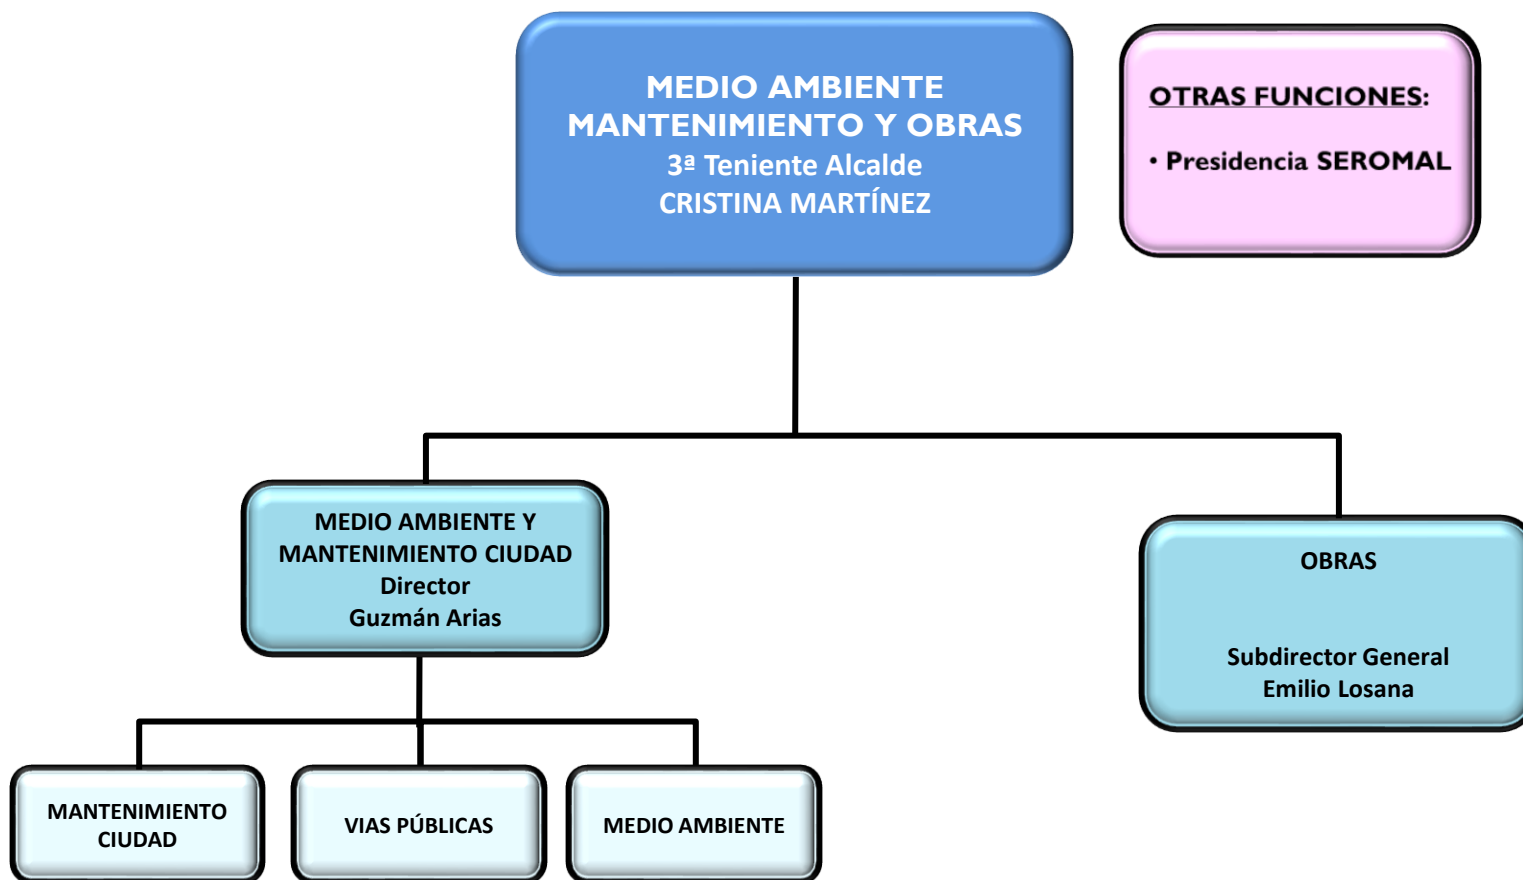 MEDIO AMBIENTE
MANTENIMIENTO Y OBRAS
3ª Teniente Alcalde
CRISTINA MARTÍNEZ
OTRAS FUNCIONES:
• Presidencia SEROMAL
MEDIO AMBIENTE Y
MANTENIMIENTO CIUDAD
Director
Guzmán Arias
OBRAS
Subdirector General
Emilio Losana
MANTENIMIENTO
CIUDAD
VIAS PÚBLICAS
MEDIO AMBIENTE